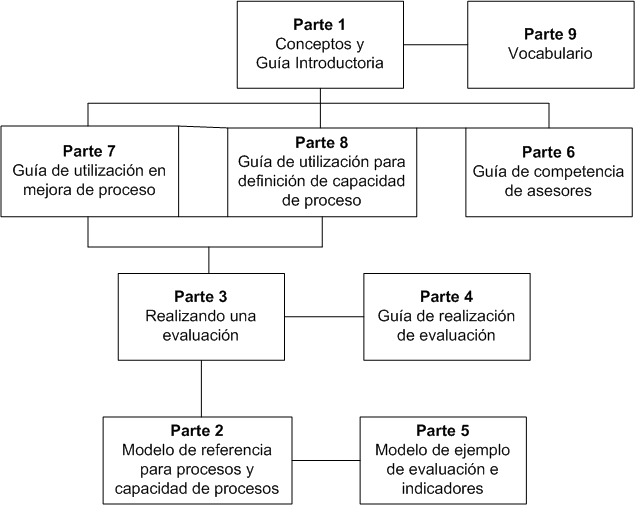 Parte 1
Conceptos y
Guía Introductoria
Parte 9
Vocabulario
Parte 7
Guía de utilización en
mejora de proceso
Parte 8
Guía de utilización para
definición de capacidad
de proceso
Parte 6
Guía de competencia
de asesores
Parte 3
Realizando una
evaluación
Parte 4
Guía de realización
de evaluación
Parte 2
Modelo de referencia
para procesos y
capacidad de procesos
Parte 5
Modelo de ejemplo
de evaluación e
indicadores